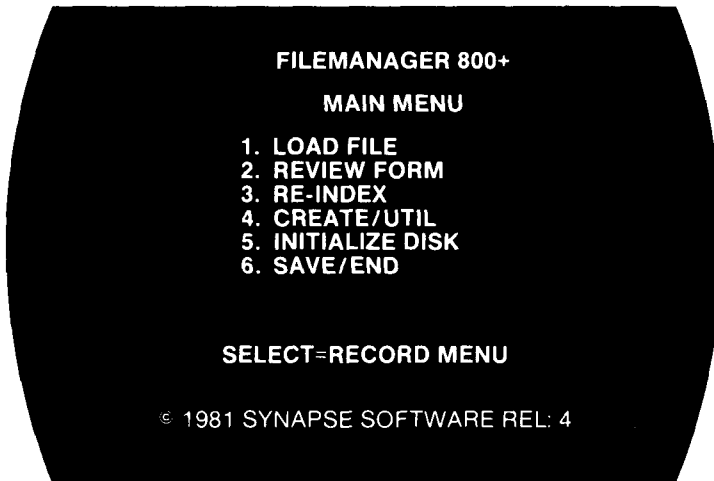 FILEMANAGER 800+
MAIN MENU
1. LOAD FILE
2. REVIEW FORM
3. RE-INDEX
4. CREATE/UTIL
5. INITIALIZE DISK
6. SAVE/END
SELECT=RECORD MENU
© 1981 SYNAPSE SOFTWARE REL: 4